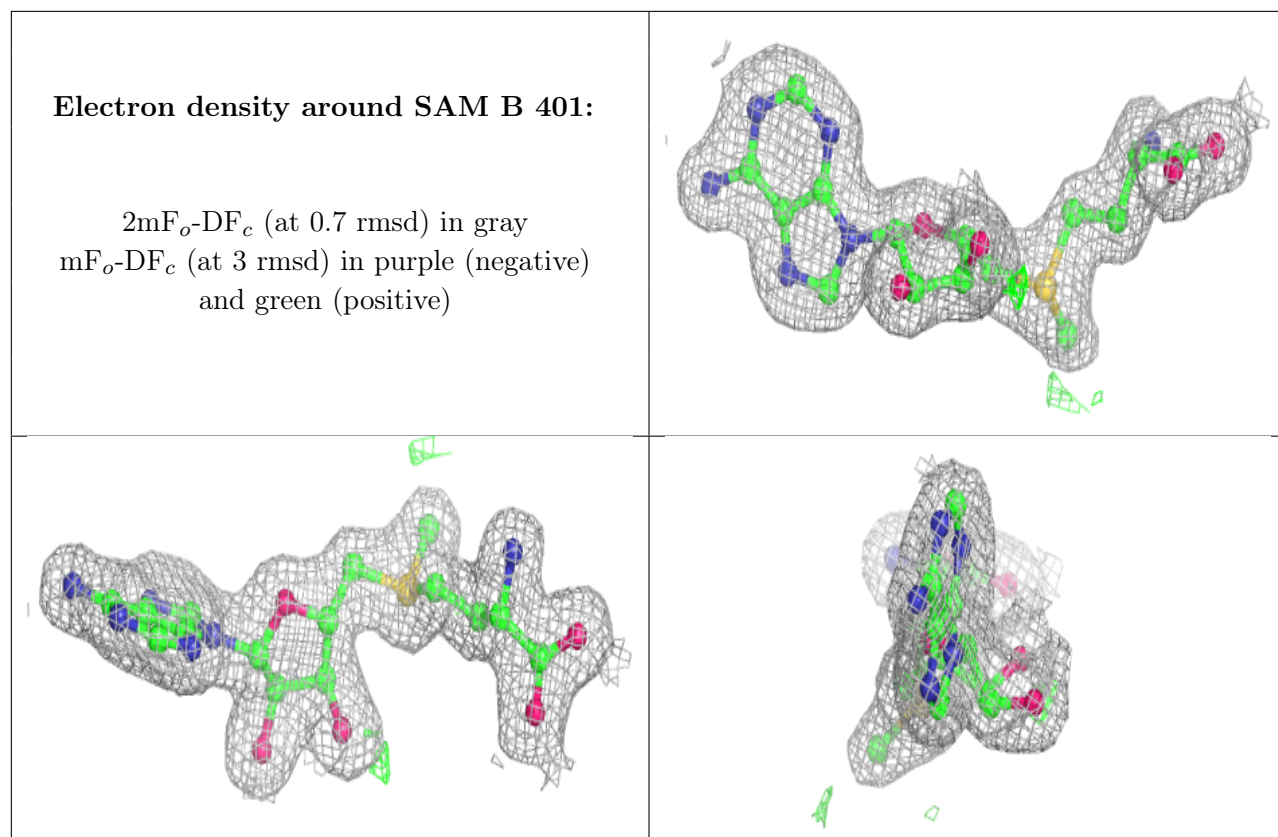 Electron density around SAM B 401:
2mFₒ-DF𝒸 (at 0.7 rmsd) in gray
mFₒ-DF𝒸 (at 3 rmsd) in purple (negative)
and green (positive)